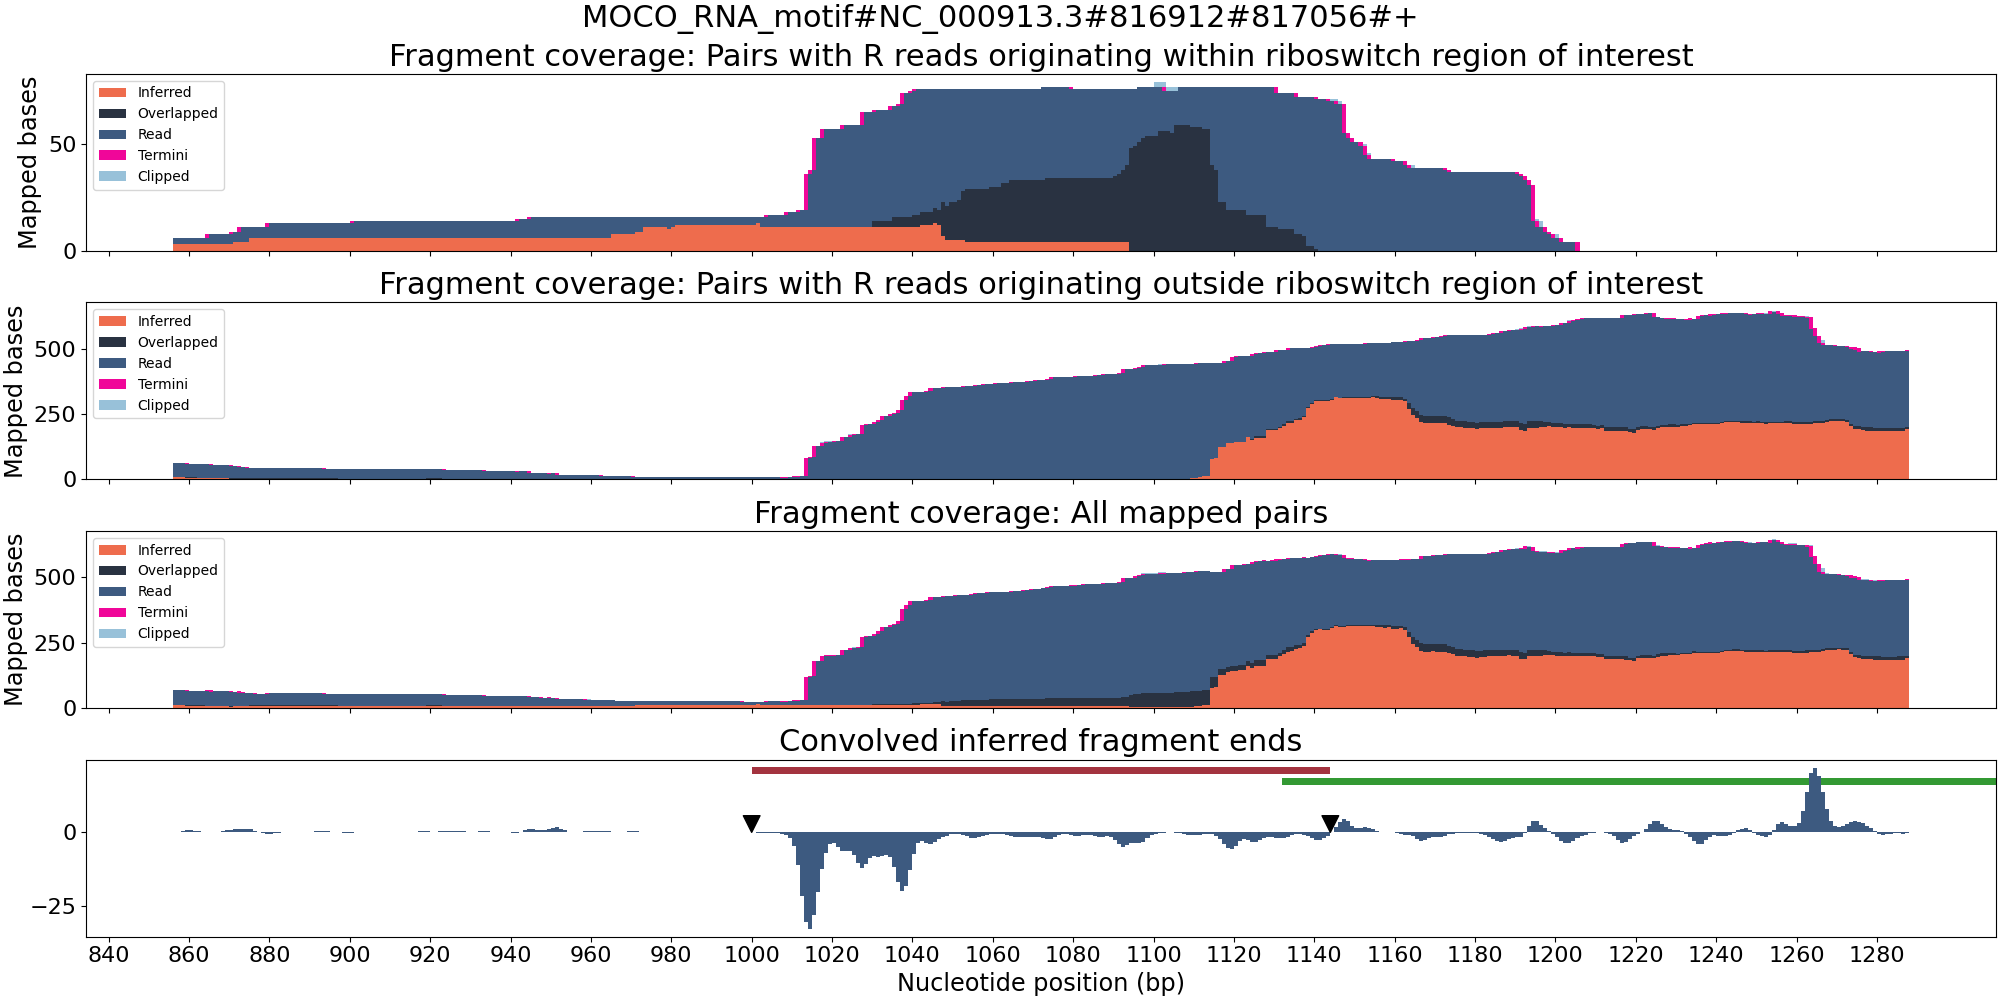 MOCO_RNA_motif#NC_000913.3#816912#817056#+
Fragment coverage: Pairs with R reads originating within riboswitch region of interest
Mapped bases
50
0
Inferred
Overlapped
Read
Termini
Clipped
Fragment coverage: Pairs with R reads originating outside riboswitch region of interest
Mapped bases
500
250
0
Inferred
Overlapped
Read
Termini
Clipped
Fragment coverage: All mapped pairs
Mapped bases
500
250
0
Inferred
Overlapped
Read
Termini
Clipped
Convolved inferred fragment ends
0
−25
840 860 880 900 920 940 960 980 1000 1020 1040 1060 1080 1100 1120 1140 1160 1180 1200 1220 1240 1260 1280
Nucleotide position (bp)